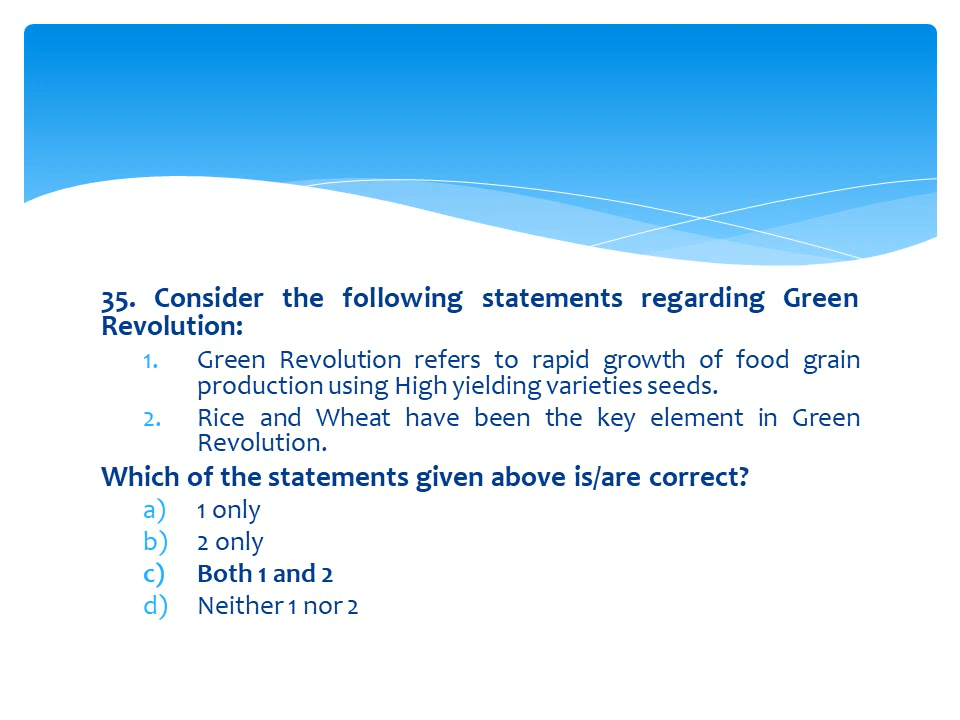 35. Consider the following statements regarding Green
Revolution:
1. Green Revolution refers to rapid growth of food grain
production using High yielding varieties seeds.
2. Rice and Wheat have been the key element in Green
Revolution.
Which of the statements given above is/are correct?
a) 1 only
b) 2 only
c) Both 1 and 2
d) Neither 1 nor 2